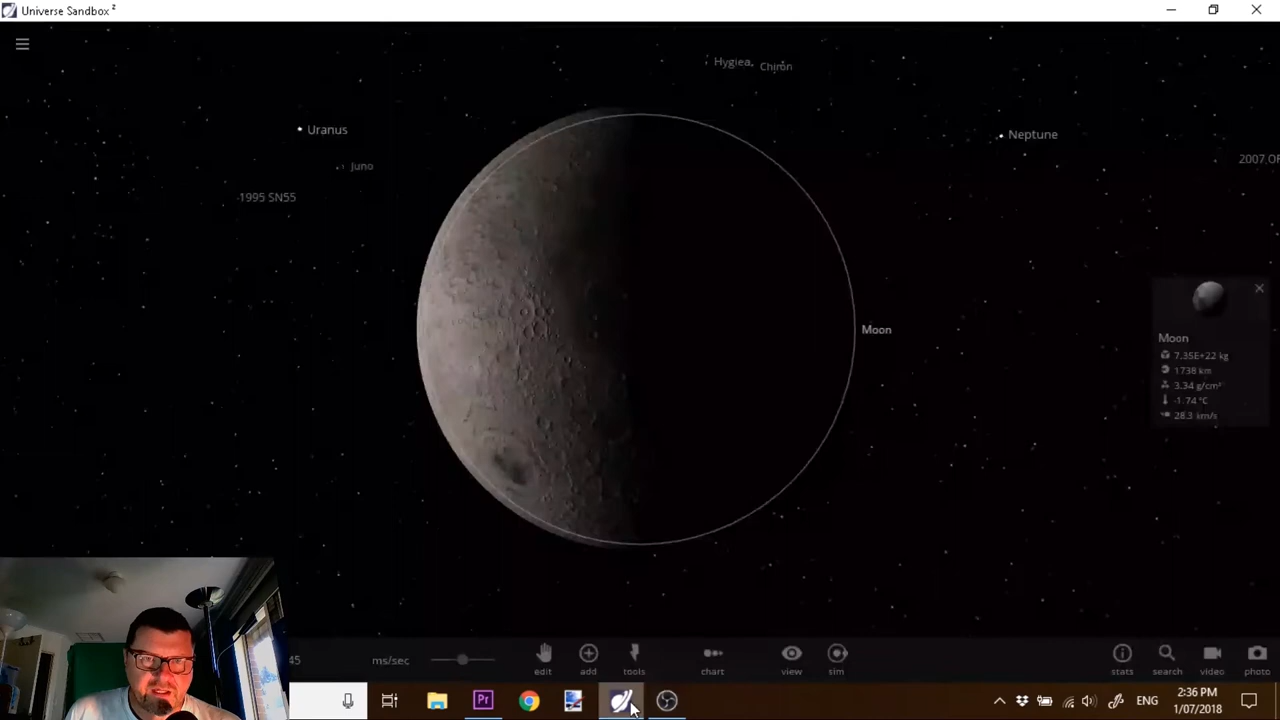 Universe Sandbox ²
Hygiea
Chiron
Uranus
Neptune
Juno
2007 OR
1995 SN55
Moon
Moon
7.35E+22 kg
1738 km
3.34 g/cm³
-1.74 °C
28.3 km/s
45
ms/sec
edit
add
tools
chart
view
sim
stats
search
video
photo
Pr
ENG
2:36 PM
1/07/2018